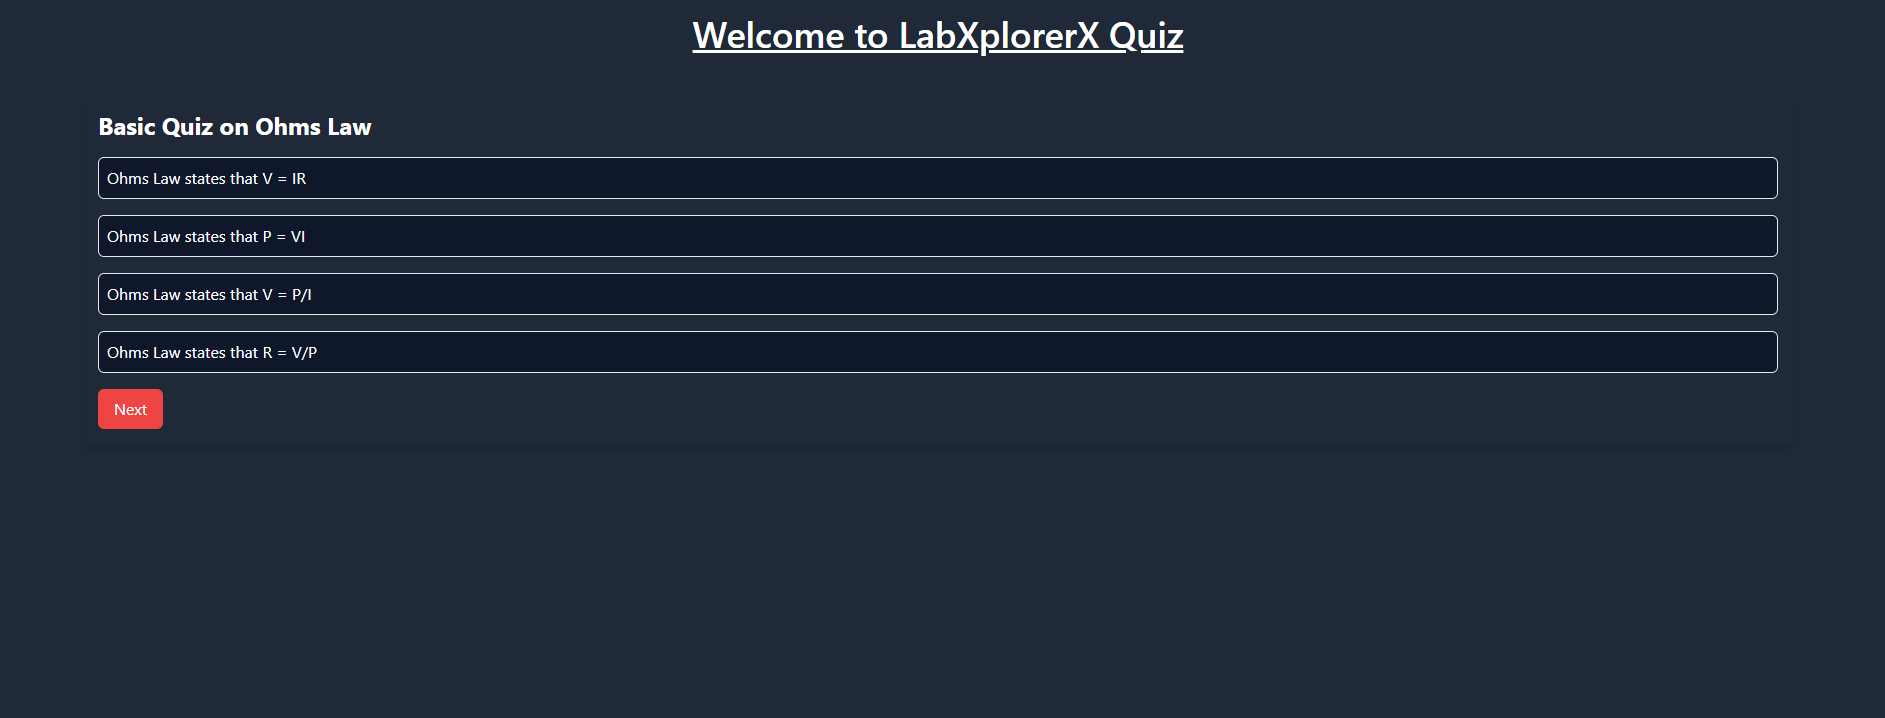 Welcome to LabXplorerX Quiz
Basic Quiz on Ohms Law
Ohms Law states that V = IR
Ohms Law states that P = VI
Ohms Law states that V = P/I
Ohms Law states that R = V/P
Next